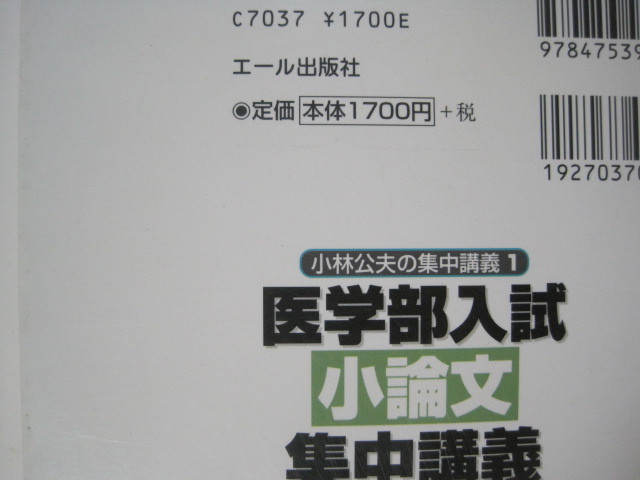 C7037 ¥1700E
97847539
エール出版社
◉定価 本体1700円+税
19270370
小林公夫の集中講義1
医学部入試
小論文
集中講義